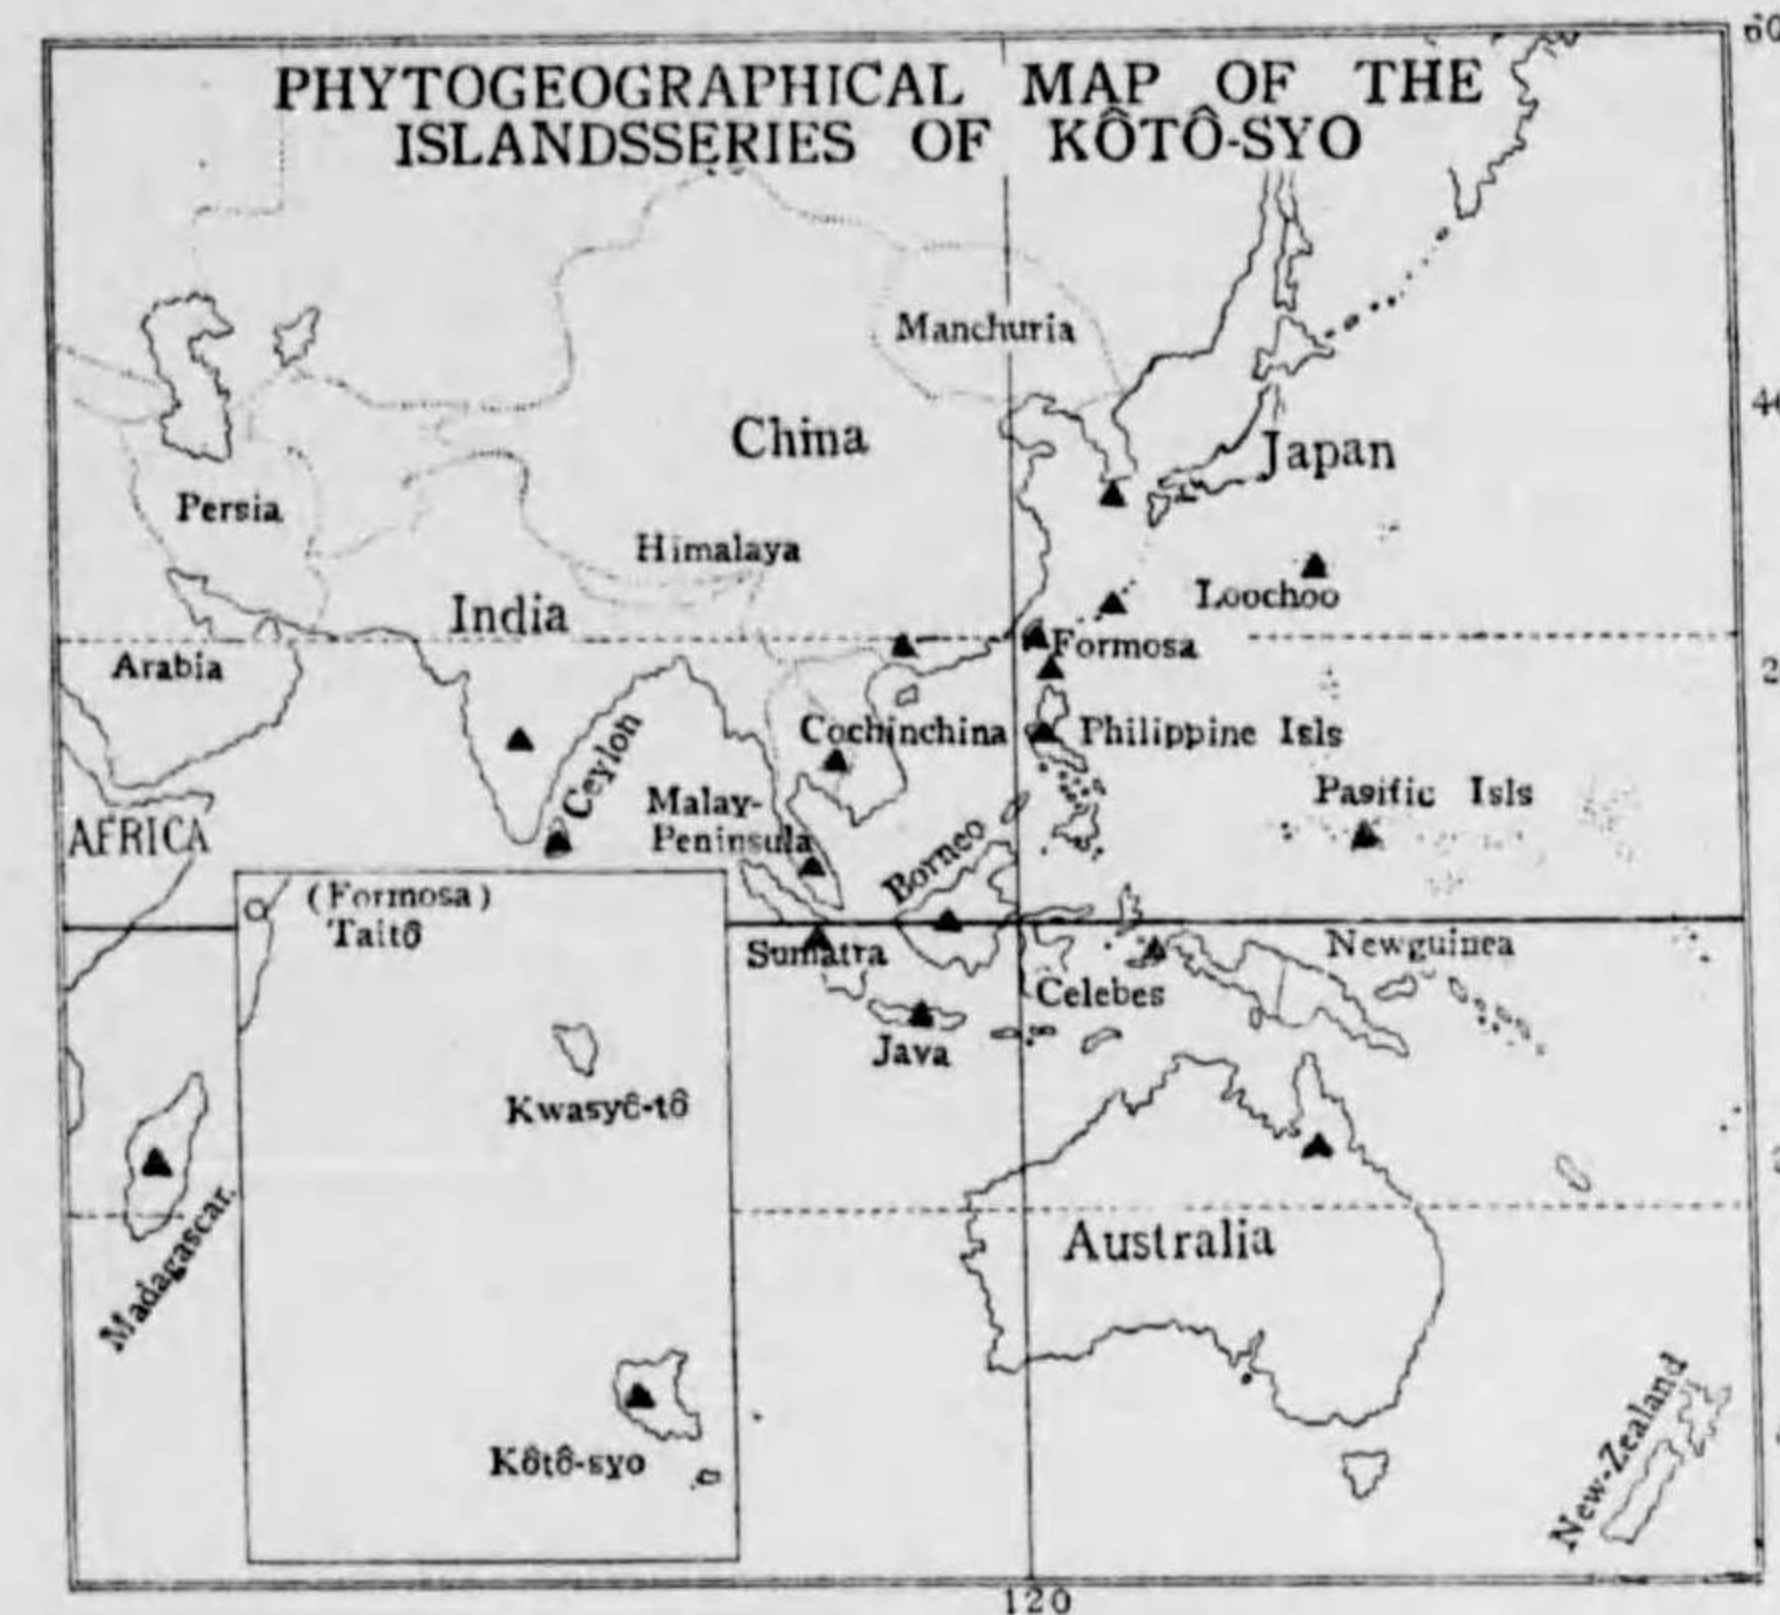 60
PHYTOGEOGRAPHICAL MAP OF THE
ISLANDSSERIES OF KÔTÔ-SYO
Manchuria
China
Japan
Persia
Himalaya
India
Loochoo
Formosa
Arabia
Cochinchina
Philippine Isls
Ceylon
Malay-
Peninsula
Pasific Isls
AFRICA
Borneo
(Formosa)
Taitô
Sumatra
Newguinea
Celebes
Java
Kwasyô-tô
Madagascar.
Australia
Kôtô-syo
New-Zealand
120